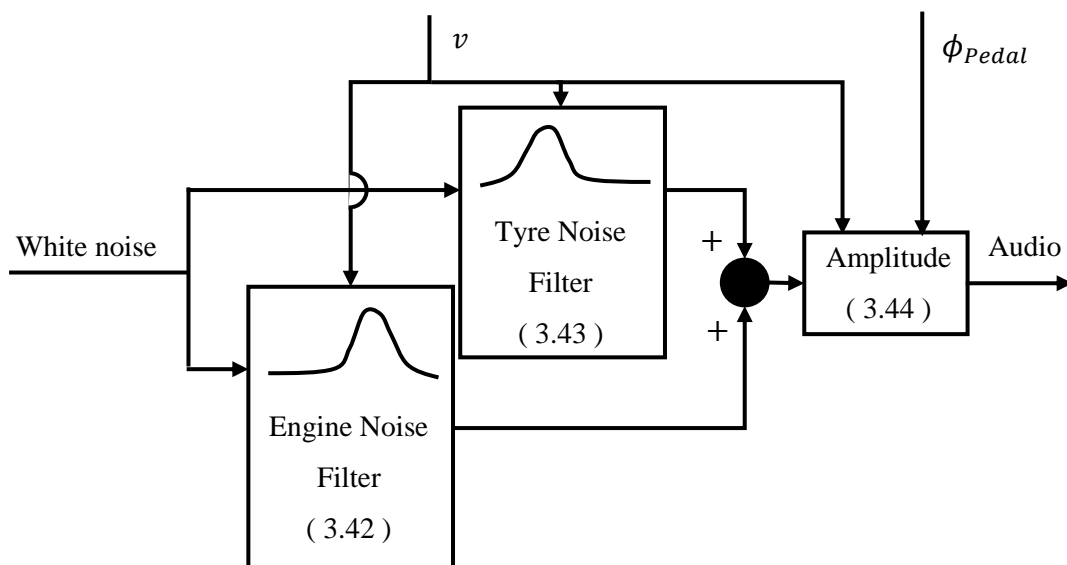 v
ϕ_Pedal
White noise
+
Tyre Noise
Filter
( 3.43 )
+
Amplitude
( 3.44 )
Audio
Engine Noise
Filter
( 3.42 )